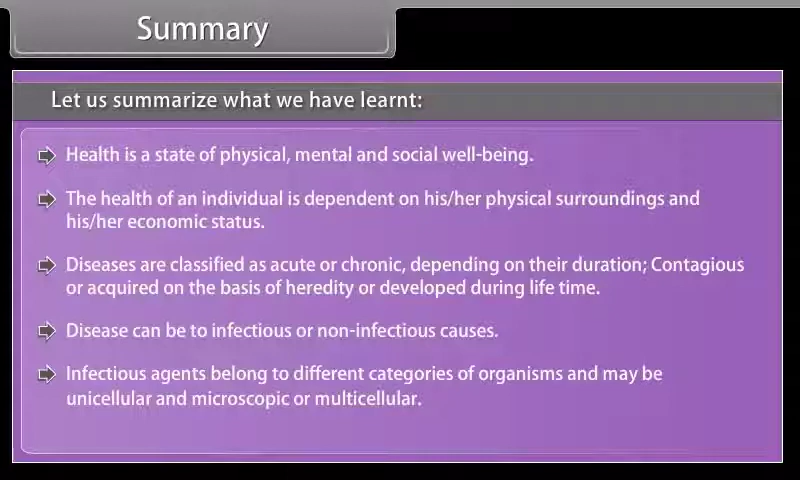 Summary
Let us summarize what we have learnt:
Health is a state of physical, mental and social well-being.
The health of an individual is dependent on his/her physical surroundings and
his/her economic status.
Diseases are classified as acute or chronic, depending on their duration; Contagious
or acquired on the basis of heredity or developed during life time.
Disease can be to infectious or non-infectious causes.
Infectious agents belong to different categories of organisms and may be
unicellular and microscopic or multicellular.